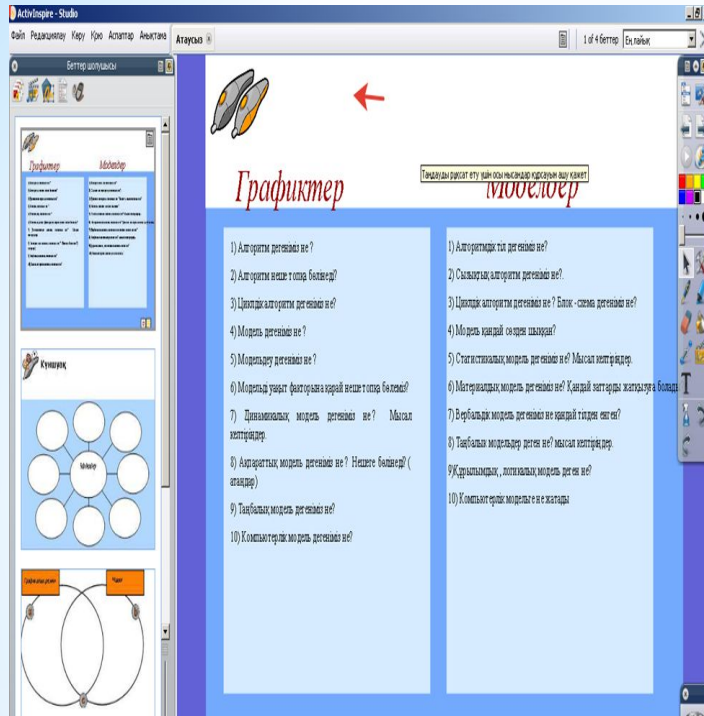 ActivInspire - Studio
Файл Редакциялау Көру Қою Аспаптар Анықтама
Атаусыз
1 of 4 беттер
Ең лайық
Беттер шолушысы
Графиктер
Модельдер
Күншуақ
Таңдауды рұқсат ету үшін осы нысандар құрсауын ашу қажет
Графиктер
Моделдер
1) Алгоритм дегеніміз не ?
2) Алгоритм неше топқа бөлінеді?
3) Циклдік алгоритм дегеніміз не?
4) Модель дегеніміз не ?
5) Модельдеу дегеніміз не ?
6) Модельді уақыт факторына қарай неше топқа бөлеміз?
7) Динамикалық модель дегеніміз не ? Мысал
келтіріңдер.
8) Ақпараттық модель дегеніміз не ? Нешеге бөлінеді? (
атаңдар)
9) Таңбалық модель дегеніміз не?
10) Компьютерлік модель дегеніміз не?
1) Алгоритмдік тіл дегеніміз не?
2) Сызықтық алгоритм дегеніміз не?.
3) Циклдік алгоритм дегеніміз не ? Блок - схема дегеніміз не?
4) Модель қандай сөзден шыққан?
5) Статистикалық модель дегеніміз не? Мысал келтіріңдер.
6) Материалдық модель дегеніміз не? Қандай заттарды жатқызуға болады
7) Вербальдік модель дегеніміз не қандай тілден енген?
8) Таңбалық модельдер деген не? мысал келтіріңдер.
9)Құрылымдық , логикалық модель деген не?
10) Компьютерлік модельге не жатады